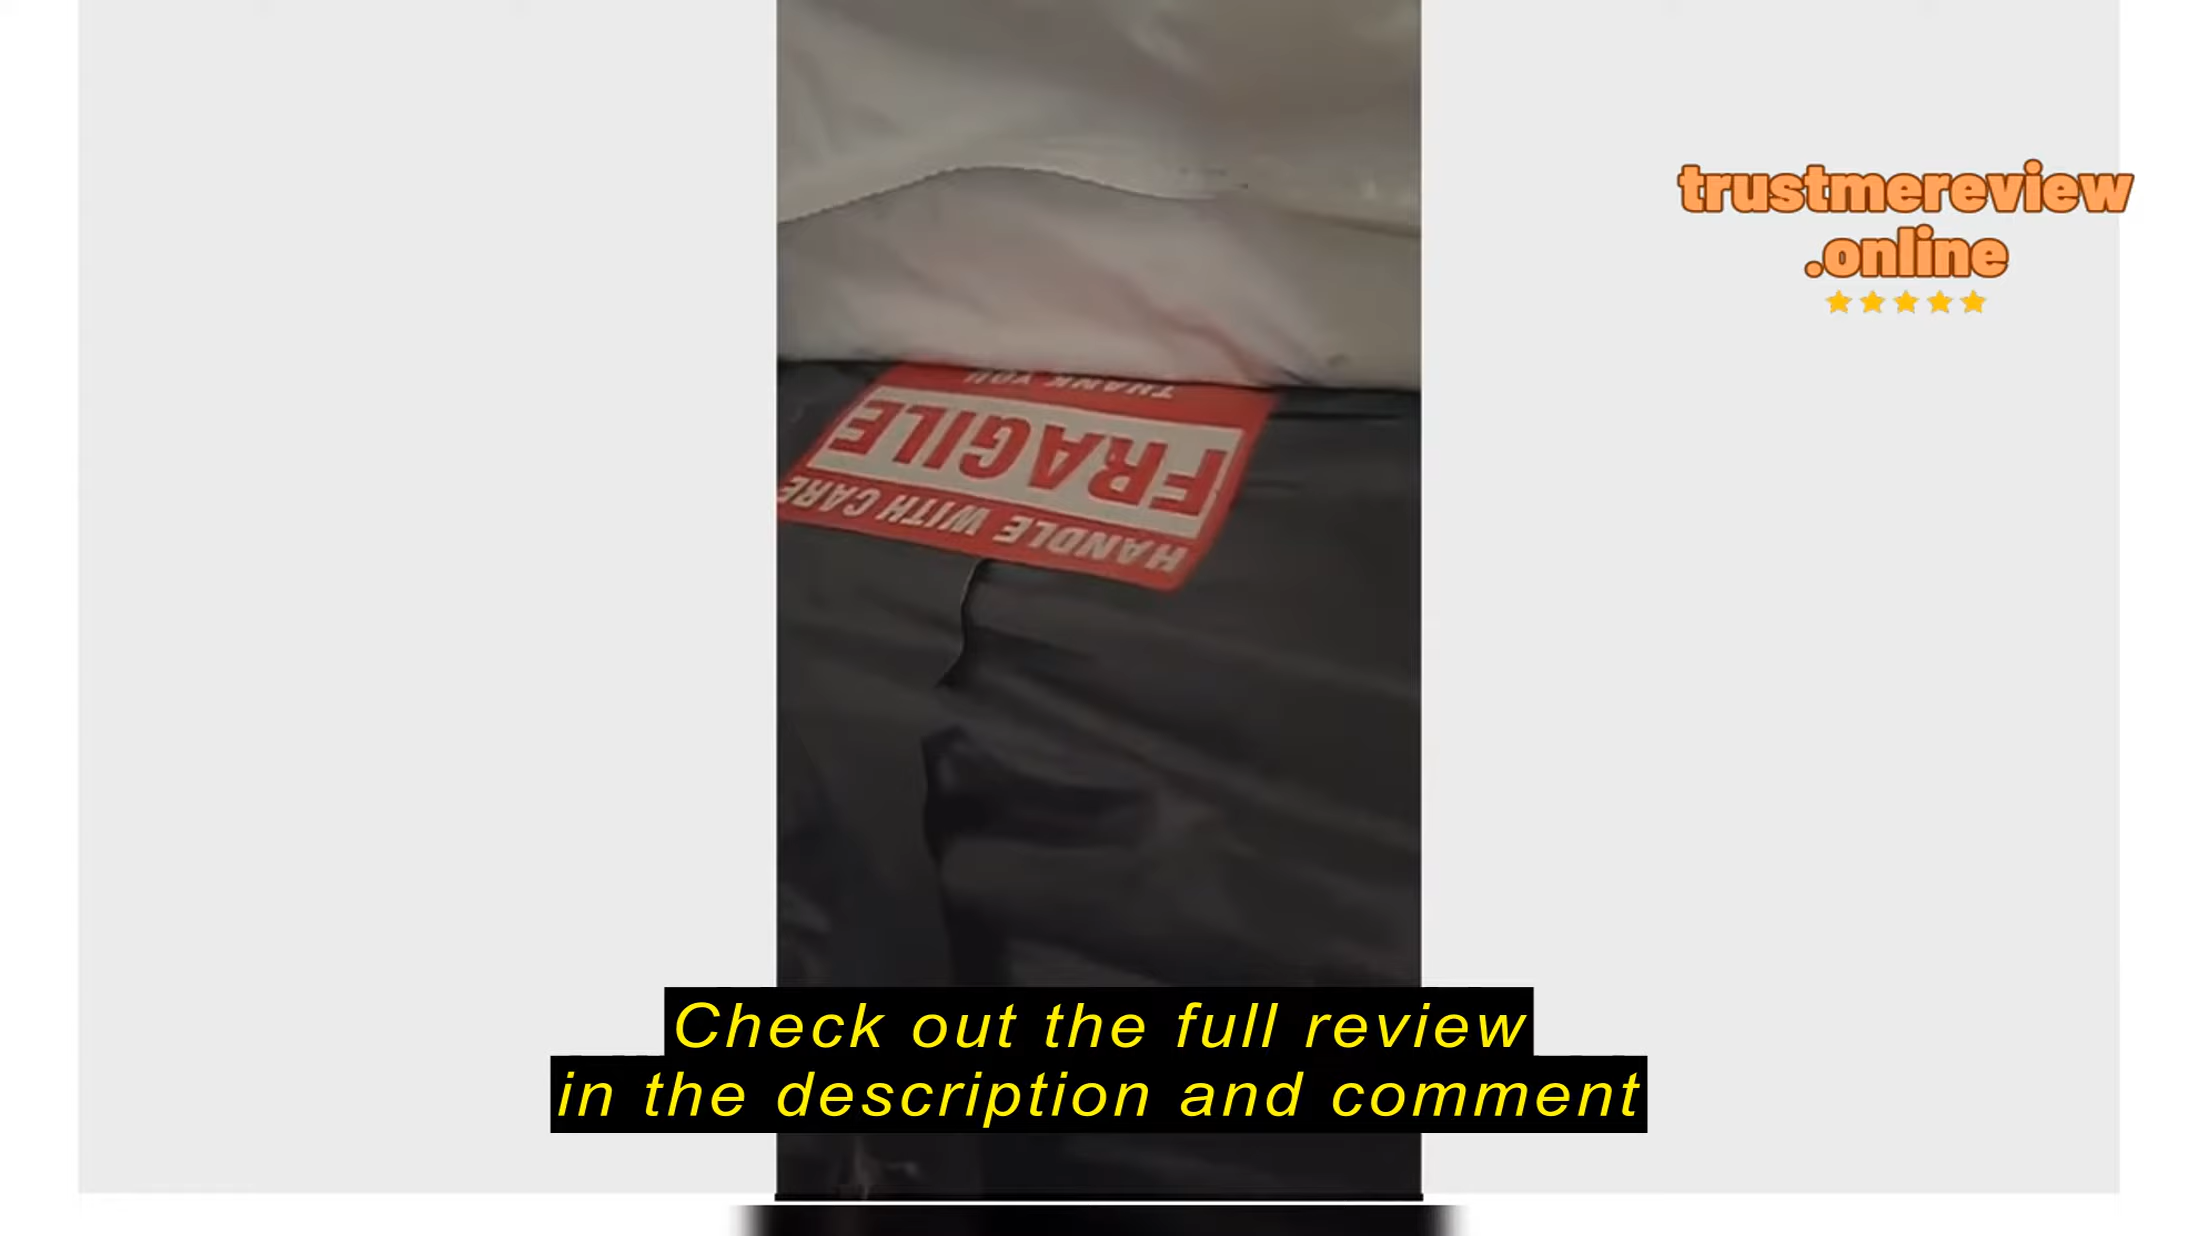 trustmereview
.online
THANK YOU
FRAGILE
HANDLE WITH CARE
Check out the full review
in the description and comment